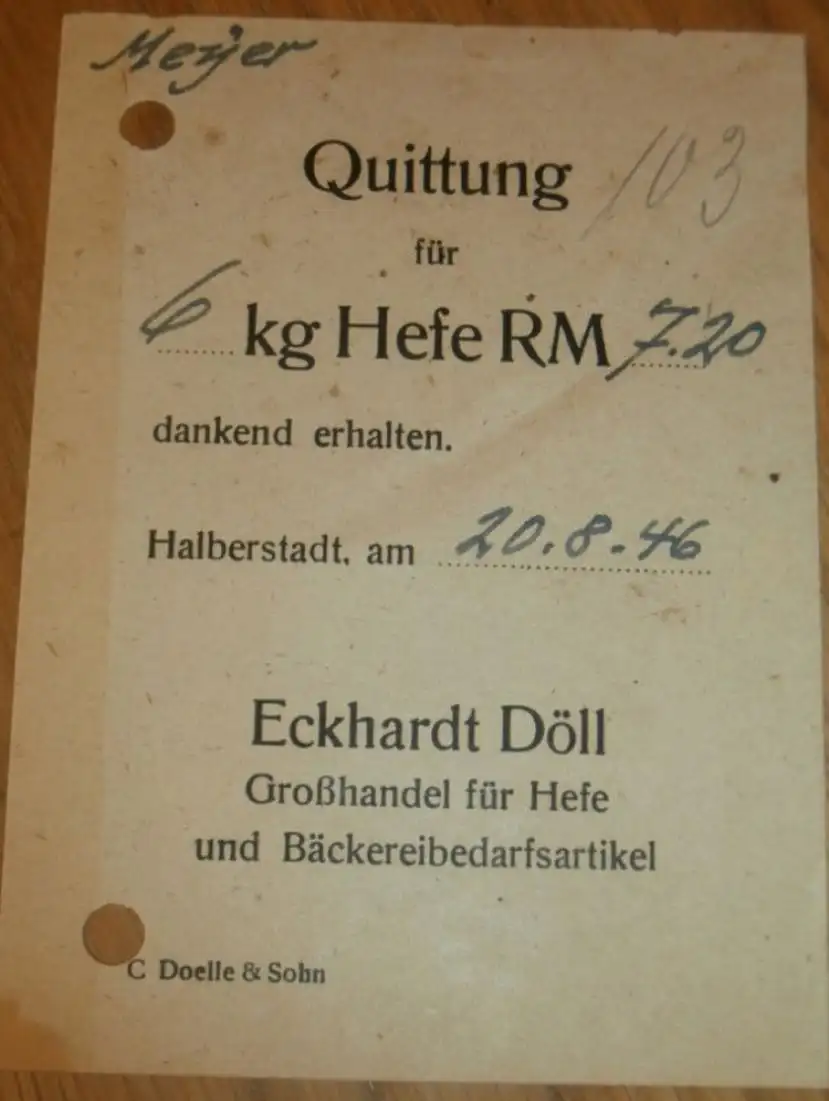 Meyer
Quittung 103
für
6 kg Hefe RM 7.20
dankend erhalten.
Halberstadt, am 20.8.46
Eckhardt Döll
Großhandel für Hefe
und Bäckereibedarfsartikel
C Doelle & Sohn